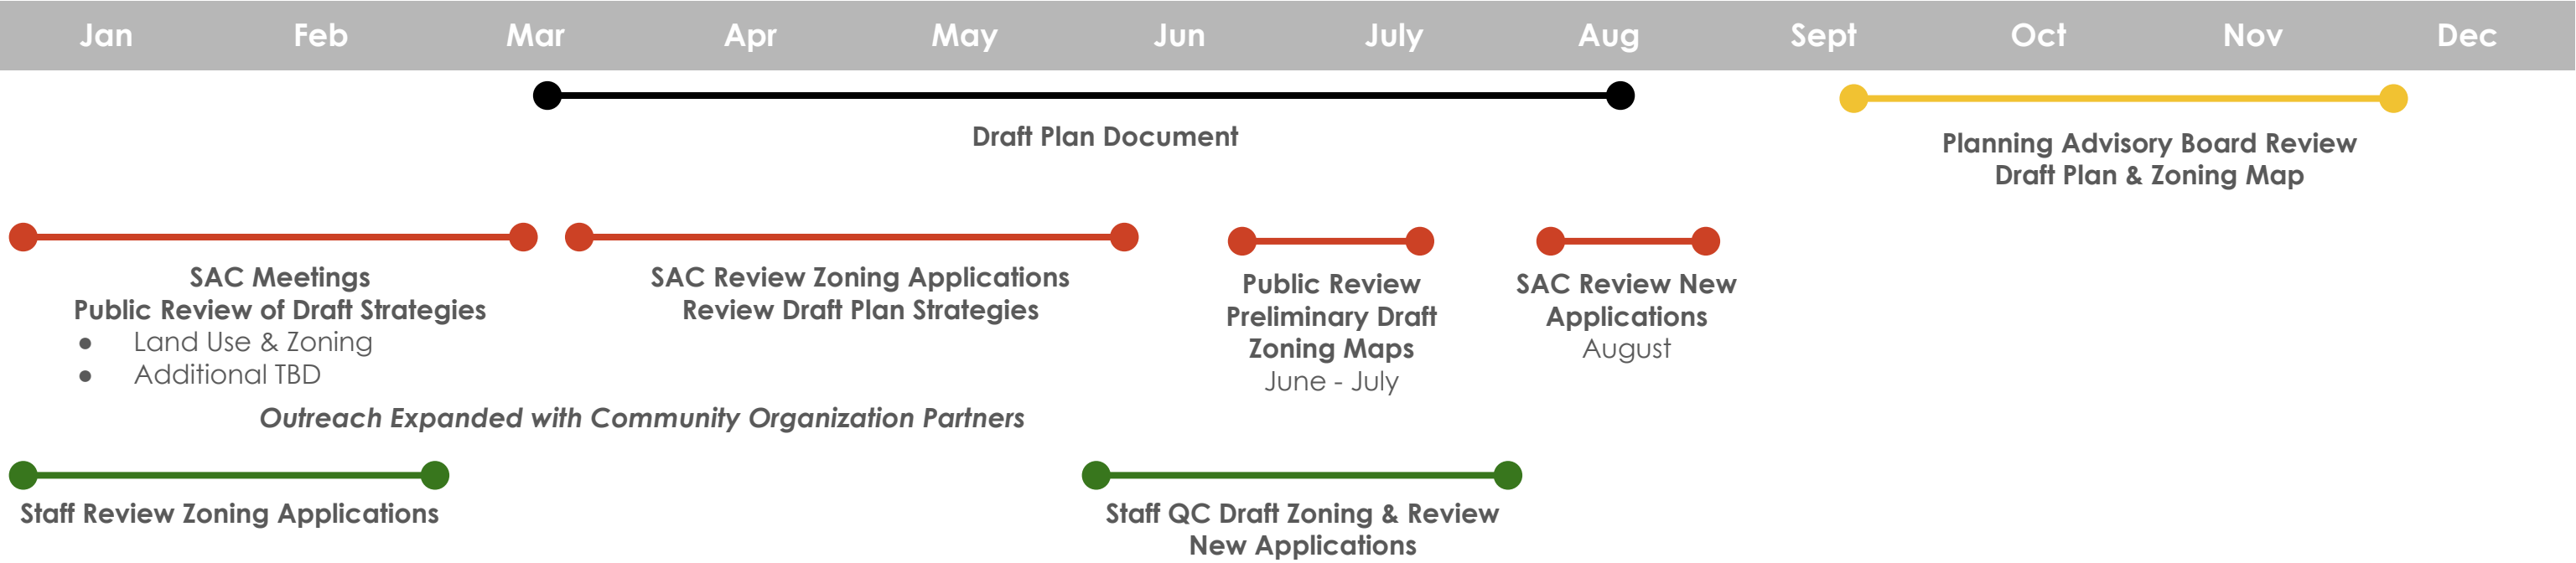 Jan Feb Mar Apr May Jun July Aug Sept Oct Nov Dec
Draft Plan Document
Planning Advisory Board Review
Draft Plan & Zoning Map
SAC Meetings
Public Review of Draft Strategies
● Land Use & Zoning
● Additional TBD
SAC Review Zoning Applications
Review Draft Plan Strategies
Public Review
Preliminary Draft
Zoning Maps
June - July
SAC Review New
Applications
August
Outreach Expanded with Community Organization Partners
Staff Review Zoning Applications
Staff QC Draft Zoning & Review
New Applications